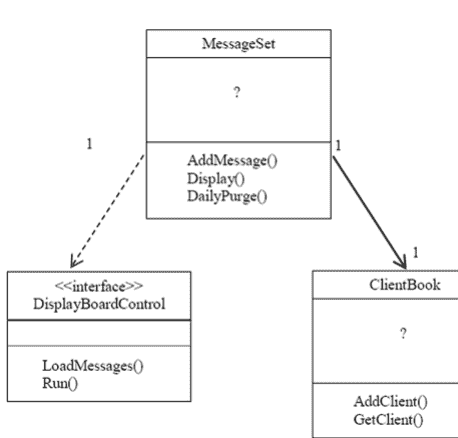 MessageSet
?
1
1
AddMessage()
Display()
DailyPurge()
1
<<interface>>
DisplayBoardControl
LoadMessages()
Run()
ClientBook
?
AddClient()
GetClient()